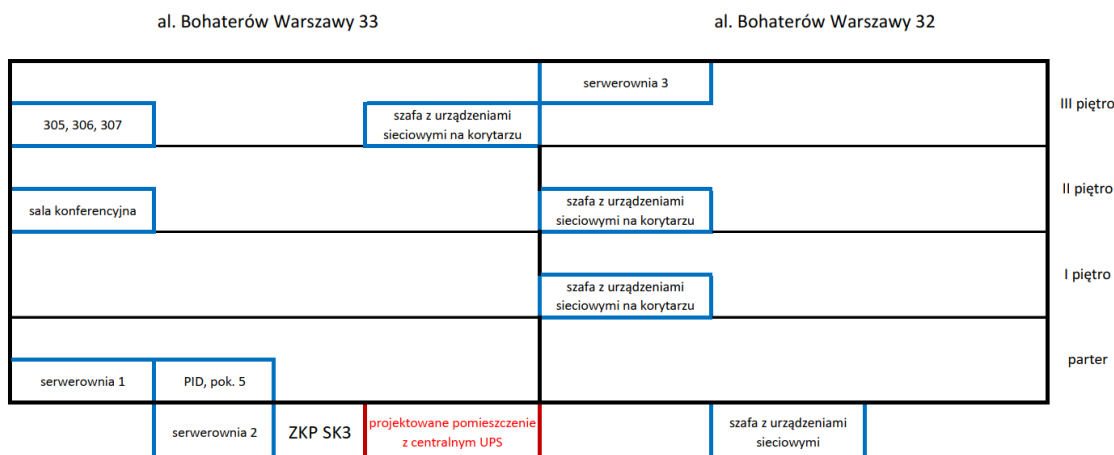 al. Bohaterów Warszawy 33
al. Bohaterów Warszawy 32
serwerownia 3
III piętro
305, 306, 307
szafa z urządzeniami
sieciowymi na korytarzu
II piętro
sala konferencyjna
szafa z urządzeniami
sieciowymi na korytarzu
I piętro
szafa z urządzeniami
sieciowymi na korytarzu
parter
serwerownia 1
PID, pok. 5
serwerownia 2
ZKP SK3
projektowane pomieszczenie
z centralnym UPS
szafa z urządzeniami
sieciowymi